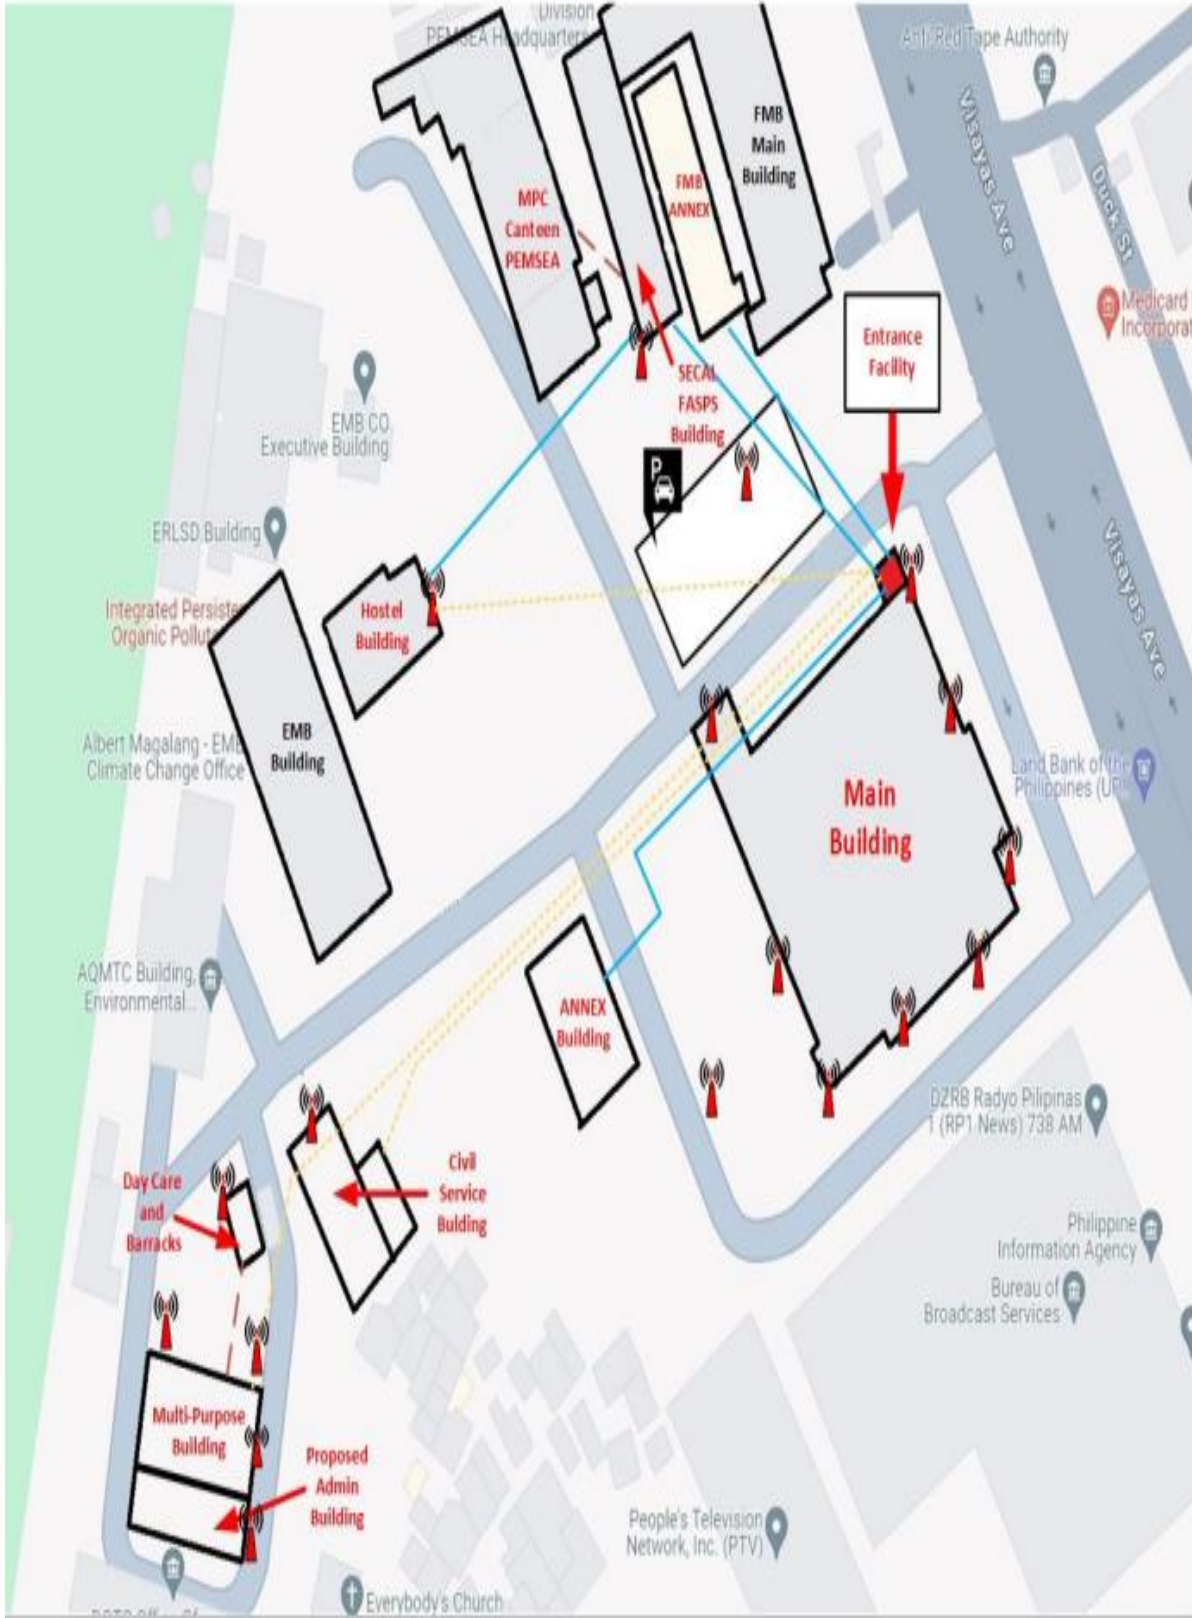 Division
PEMSEA Headquarters
Anti Red Tape Authority
Visayas Ave
Duck St
FMB
Main
Building
FMB
ANNEX
MPC
Canteen
PEMSEA
Medicard
Incorporat
Entrance
Facility
SECAL
FASPS
Building
P
EMB CO
Executive Building
ERLSD Building
Visayas Ave
Integrated Persiste
Organic Polluta
Hostel
Building
EMB
Building
Albert Magalang - EMB
Climate Change Office
Land Bank of the
Philippines (UP
Main
Building
AQMTC Building,
Environmental...
ANNEX
Building
DZRB Radyo Pilipinas
1 (RP1 News) 738 AM
Day Care
and
Barracks
Civil
Service
Bulding
Philippine
Information Agency
Bureau of
Broadcast Services
Multi-Purpose
Building
Proposed
Admin
Building
People's Television
Network, Inc. (PTV)
Everybody's Church